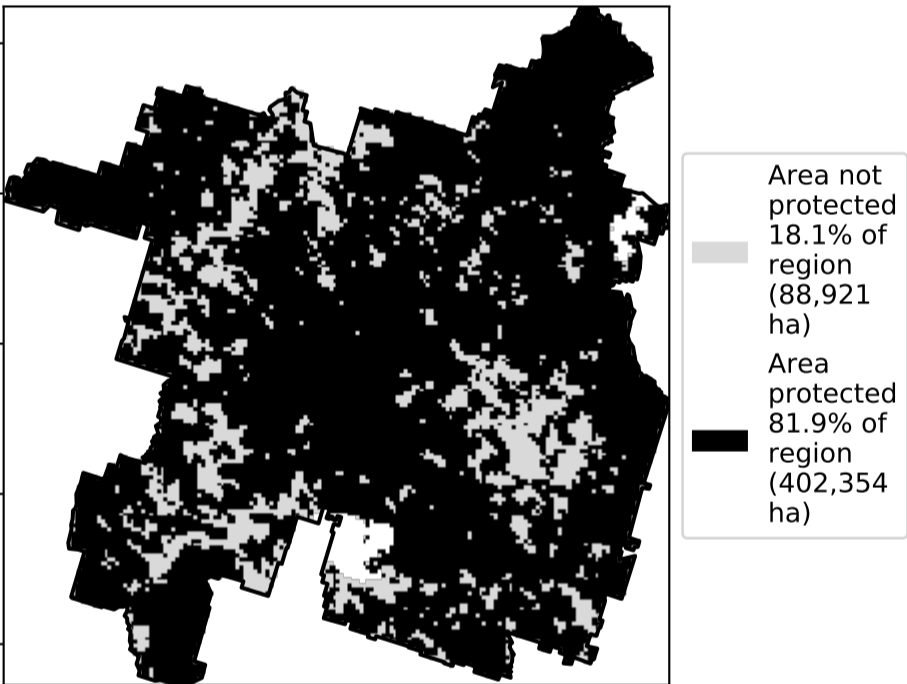 Area not
protected
18.1% of
region
(88,921
ha)
Area
protected
81.9% of
region
(402,354
ha)